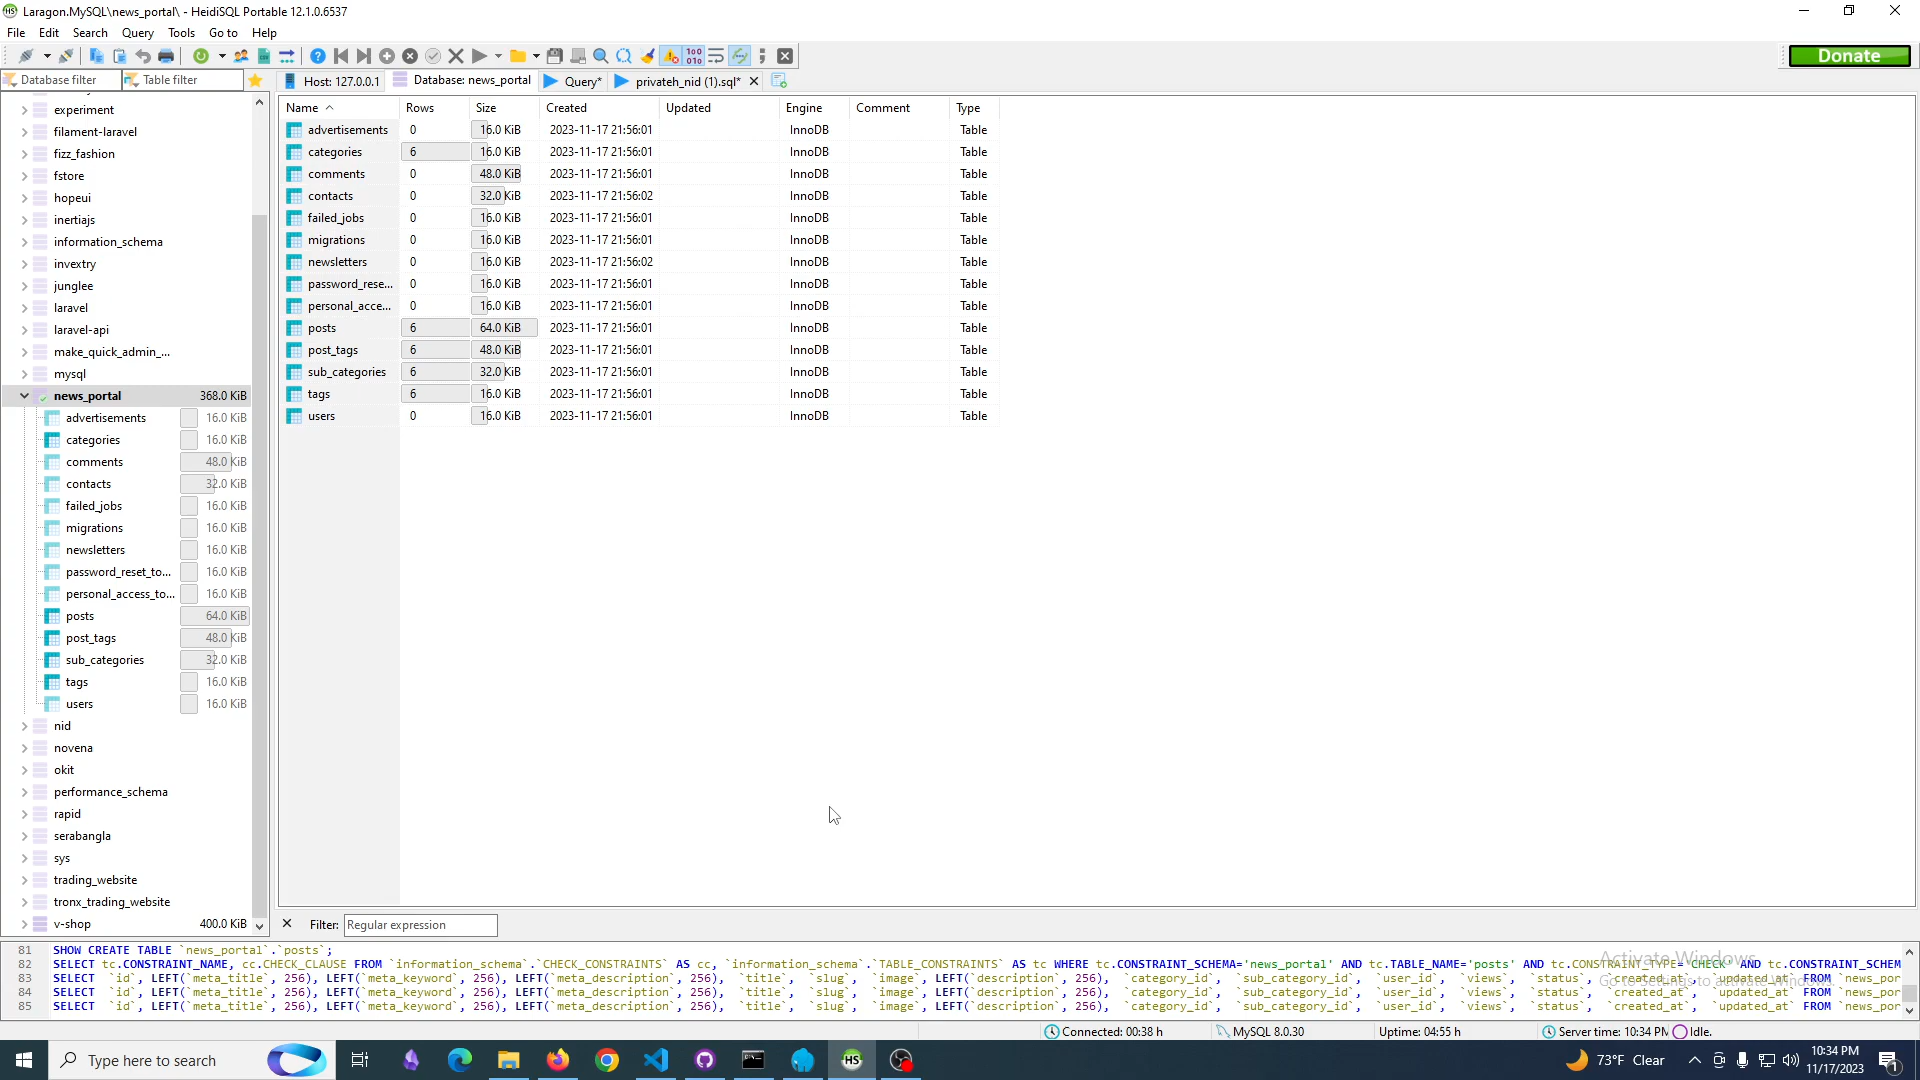 Laragon.MySQL\news_portal\ - HeidiSQL Portable 12.1.0.6537
File Edit Search Query Tools Go to Help
Donate
Database filter Table filter Host: 127.0.0.1 Database: news_portal Query* privateh_nid (1).sql*
Name Rows Size Created Updated Engine Comment Type
advertisements 0 16.0 KiB 2023-11-17 21:56:01 InnoDB Table
categories 6 16.0 KiB 2023-11-17 21:56:01 InnoDB Table
comments 0 48.0 KiB 2023-11-17 21:56:01 InnoDB Table
contacts 0 32.0 KiB 2023-11-17 21:56:02 InnoDB Table
failed_jobs 0 16.0 KiB 2023-11-17 21:56:01 InnoDB Table
migrations 0 16.0 KiB 2023-11-17 21:56:01 InnoDB Table
newsletters 0 16.0 KiB 2023-11-17 21:56:02 InnoDB Table
password_rese... 0 16.0 KiB 2023-11-17 21:56:01 InnoDB Table
personal_acce... 0 16.0 KiB 2023-11-17 21:56:01 InnoDB Table
posts 6 64.0 KiB 2023-11-17 21:56:01 InnoDB Table
post_tags 6 48.0 KiB 2023-11-17 21:56:01 InnoDB Table
sub_categories 6 32.0 KiB 2023-11-17 21:56:01 InnoDB Table
tags 6 16.0 KiB 2023-11-17 21:56:01 InnoDB Table
users 0 16.0 KiB 2023-11-17 21:56:01 InnoDB Table
experiment
filament-laravel
fizz_fashion
fstore
hopeui
inertiajs
information_schema
invextry
junglee
laravel
laravel-api
make_quick_admin_...
mysql
news_portal 368.0 KiB
advertisements 16.0 KiB
categories 16.0 KiB
comments 48.0 KiB
contacts 32.0 KiB
failed_jobs 16.0 KiB
migrations 16.0 KiB
newsletters 16.0 KiB
password_reset_to... 16.0 KiB
personal_access_to... 16.0 KiB
posts 64.0 KiB
post_tags 48.0 KiB
sub_categories 32.0 KiB
tags 16.0 KiB
users 16.0 KiB
nid
novena
okit
performance_schema
rapid
serabangla
sys
trading_website
tronx_trading_website
v-shop 400.0 KiB
Filter: Regular expression
81 SHOW CREATE TABLE `news_portal`.`posts`;
82 SELECT tc.CONSTRAINT_NAME, cc.CHECK_CLAUSE FROM `information_schema`.`CHECK_CONSTRAINTS` AS cc, `information_schema`.`TABLE_CONSTRAINTS` AS tc WHERE tc.CONSTRAINT_SCHEMA='news_portal' AND tc.TABLE_NAME='posts' AND tc.CONSTRAINT_TYPE='CHECK' AND tc.CONSTRAINT_SCHEM
83 SELECT `id`, LEFT(`meta_title`, 256), LEFT(`meta_keyword`, 256), LEFT(`meta_description`, 256), `title`, `slug`, `image`, LEFT(`description`, 256), `category_id`, `sub_category_id`, `user_id`, `views`, `status`, `created_at`, `updated_at` FROM `news_por
84 SELECT `id`, LEFT(`meta_title`, 256), LEFT(`meta_keyword`, 256), LEFT(`meta_description`, 256), `title`, `slug`, `image`, LEFT(`description`, 256), `category_id`, `sub_category_id`, `user_id`, `views`, `status`, `created_at`, `updated_at` FROM `news_por
85 SELECT `id`, LEFT(`meta_title`, 256), LEFT(`meta_keyword`, 256), LEFT(`meta_description`, 256), `title`, `slug`, `image`, LEFT(`description`, 256), `category_id`, `sub_category_id`, `user_id`, `views`, `status`, `created_at`, `updated_at` FROM `news_por
Activate Windows
Go to Settings to activate Windows.
Connected: 00:38 h MySQL 8.0.30 Uptime: 04:55 h Server time: 10:34 PM Idle.
Type here to search
73°F Clear
10:34 PM
11/17/2023
1